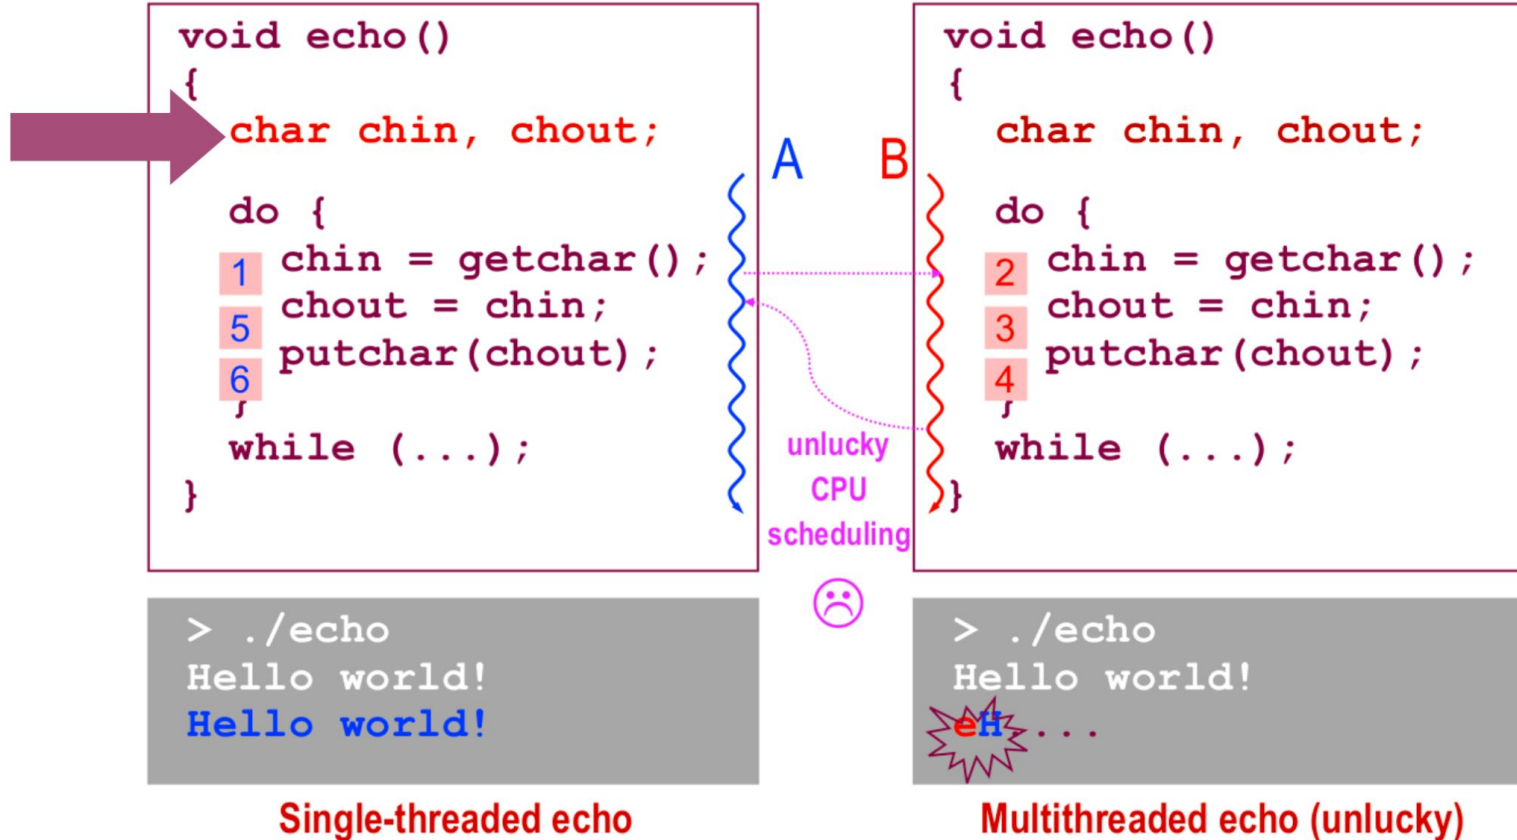 void echo()
{
char chin, chout;
do {
1 chin = getchar();
5 chout = chin;
6 putchar(chout);
}
while (...);
}
A
B
unlucky
CPU
scheduling
void echo()
{
char chin, chout;
do {
2 chin = getchar();
3 chout = chin;
4 putchar(chout);
}
while (...);
}
> ./echo
Hello world!
Hello world!
Single-threaded echo
> ./echo
Hello world!
eH....
Multithreaded echo (unlucky)